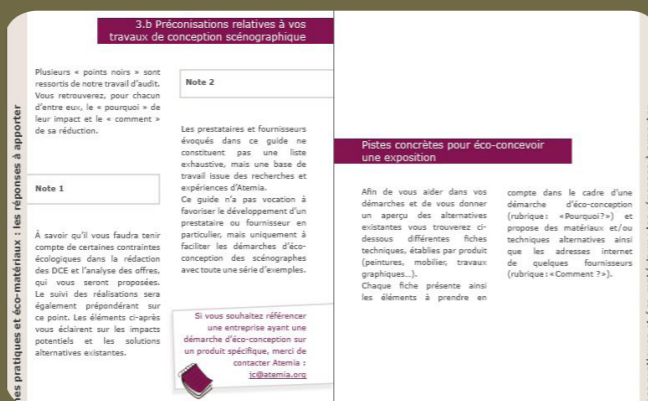 3.b Préconisations relatives à vos
travaux de conception scénographique
Plusieurs « points noirs » sont
ressortis de notre travail d'audit.
Vous retrouverez, pour chacun
d'entre eux, le « pourquoi » de
leur impact et le « comment »
de sa réduction.
Note 1
À savoir qu'il vous faudra tenir
compte de certaines contraintes
écologiques dans la rédaction
des DCE et l'analyse des offres,
qui vous seront proposées.
Le suivi des réalisations sera
également prépondérant sur
ce point. Les éléments ci-après
vous éclairent sur les impacts
potentiels et les solutions
alternatives existantes.
Note 2
Les prestataires et fournisseurs
évoqués dans ce guide ne
constituent pas une liste
exhaustive, mais une base de
travail issue des recherches et
expériences d'Atemia.
Ce guide n'a pas vocation à
favoriser le développement d'un
prestataire ou fournisseur en
particulier, mais uniquement à
faciliter les démarches d'éco-
conception des scénographes
avec toute une série d'exemples.
Si vous souhaitez référencer
une entreprise ayant une
démarche d'éco-conception sur
un produit spécifique, merci de
contacter Atemia :
jc@atemia.org
Pistes concrètes pour éco-concevoir
une exposition
Afin de vous aider dans vos
démarches et de vous donner
un aperçu des alternatives
existantes vous trouverez ci-
dessous différentes fiches
techniques, établies par produit
(peintures, mobilier, travaux
graphiques...).
Chaque fiche présente ainsi
les éléments à prendre en
compte dans le cadre d'une
démarche d'éco-conception
(rubrique : «Pourquoi?») et
propose des matériaux et/ou
techniques alternatives ainsi
que les adresses internet
de quelques fournisseurs
(rubrique : «Comment ?»).
pratiques et éco-matériaux : les réponses à apporter